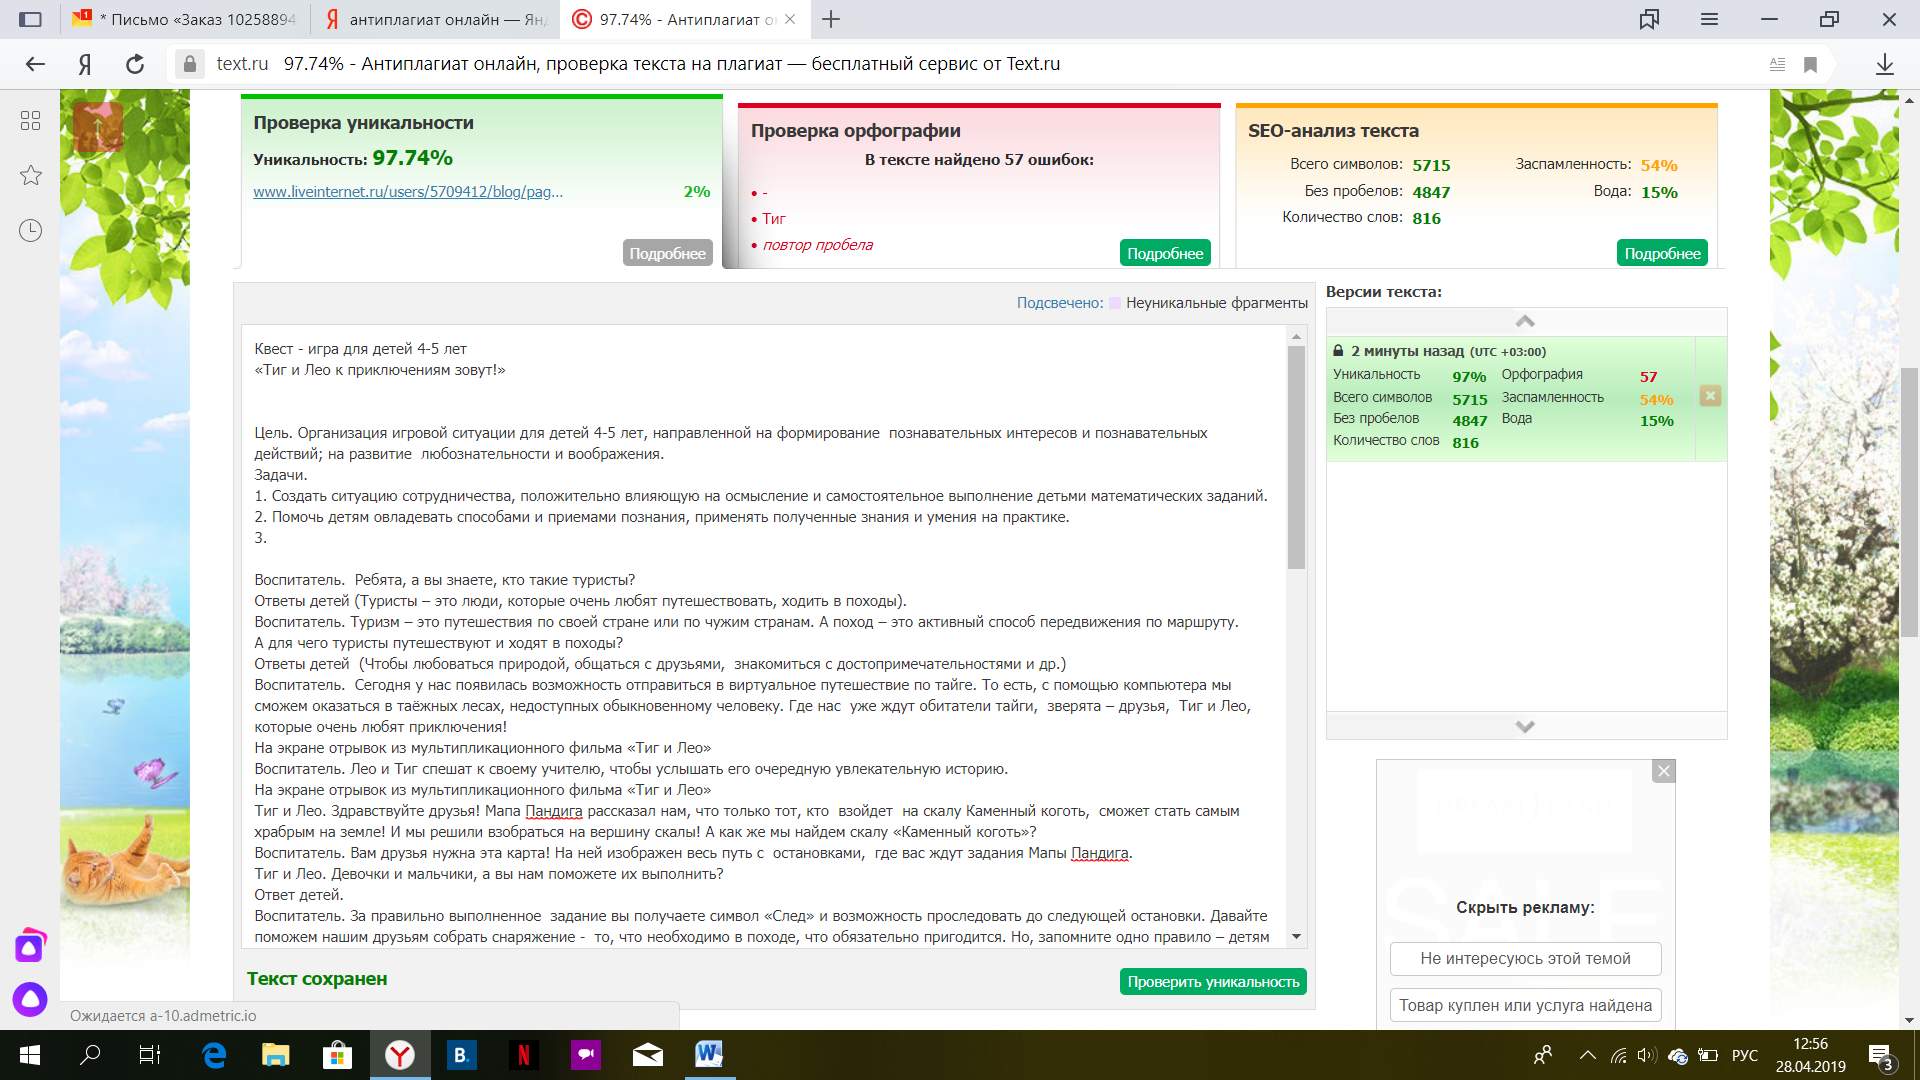 * Письмо «Заказ 10258894
антиплагиат онлайн — Янд
97.74% - Антиплагиат он
text.ru 97.74% - Антиплагиат онлайн, проверка текста на плагиат — бесплатный сервис от Text.ru
Проверка уникальности
Уникальность: 97.74%
www.liveinternet.ru/users/5709412/blog/pag... 2%
Подробнее
Проверка орфографии
В тексте найдено 57 ошибок:
• -
• Тиг
• повтор пробела
Подробнее
SEO-анализ текста
Всего символов: 5715 Заспамленность: 54%
Без пробелов: 4847 Вода: 15%
Количество слов: 816
Подробнее
Подсвечено: Неуникальные фрагменты
Квест - игра для детей 4-5 лет
«Тиг и Лео к приключениям зовут!»
Цель. Организация игровой ситуации для детей 4-5 лет, направленной на формирование  познавательных интересов и познавательных
действий; на развитие  любознательности и воображения.
Задачи.
1. Создать ситуацию сотрудничества, положительно влияющую на осмысление и самостоятельное выполнение детьми математических заданий.
2. Помочь детям овладевать способами и приемами познания, применять полученные знания и умения на практике.
3.
Воспитатель.  Ребята, а вы знаете, кто такие туристы?
Ответы детей (Туристы – это люди, которые очень любят путешествовать, ходить в походы).
Воспитатель. Туризм – это путешествия по своей стране или по чужим странам. А поход – это активный способ передвижения по маршруту.
А для чего туристы путешествуют и ходят в походы?
Ответы детей  (Чтобы любоваться природой, общаться с друзьями,  знакомиться с достопримечательностями и др.)
Воспитатель.  Сегодня у нас появилась возможность отправиться в виртуальное путешествие по тайге. То есть, с помощью компьютера мы
сможем оказаться в таёжных лесах, недоступных обыкновенному человеку. Где нас  уже ждут обитатели тайги,  зверята – друзья,  Тиг и Лео,
которые очень любят приключения!
На экране отрывок из мультипликационного фильма «Тиг и Лео»
Воспитатель. Лео и Тиг спешат к своему учителю, чтобы услышать его очередную увлекательную историю.
На экране отрывок из мультипликационного фильма «Тиг и Лео»
Тиг и Лео. Здравствуйте друзья! Мапа Пандига рассказал нам, что только тот, кто  взойдет  на скалу Каменный коготь,  сможет стать самым
храбрым на земле! И мы решили взобраться на вершину скалы! А как же мы найдем скалу «Каменный коготь»?
Воспитатель. Вам друзья нужна эта карта! На ней изображен весь путь с  остановками,  где вас ждут задания Мапы Пандига.
Тиг и Лео. Девочки и мальчики, а вы нам поможете их выполнить?
Ответ детей.
Воспитатель. За правильно выполненное  задание вы получаете символ «След» и возможность проследовать до следующей остановки. Давайте
поможем нашим друзьям собрать снаряжение -  то, что необходимо в походе, что обязательно пригодится. Но, запомните одно правило – детям
Текст сохранен
Проверить уникальность
Версии текста:
2 минуты назад (UTC +03:00)
Уникальность 97% Орфография 57
Всего символов 5715 Заспамленность 54%
Без пробелов 4847 Вода 15%
Количество слов 816
SALE
Скрыть рекламу:
Не интересуюсь этой темой
Товар куплен или услуга найдена
Ожидается a-10.admetric.io
РУС
12:56
28.04.2019
3